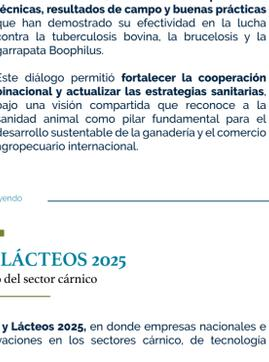 técnicas, resultados de campo y buenas prácticas
que han demostrado su efectividad en la lucha
contra la tuberculosis bovina, la brucelosis y la
garrapata Boophilus.
Este diálogo permitió fortalecer la cooperación
binacional y actualizar las estrategias sanitarias,
bajo una visión compartida que reconoce a la
sanidad animal como pilar fundamental para el
desarrollo sustentable de la ganadería y el comercio
agropecuario internacional.
yendo
LÁCTEOS 2025
del sector cárnico
y Lácteos 2025, en donde empresas nacionales e
vaciones en los sectores cárnico, de tecnología